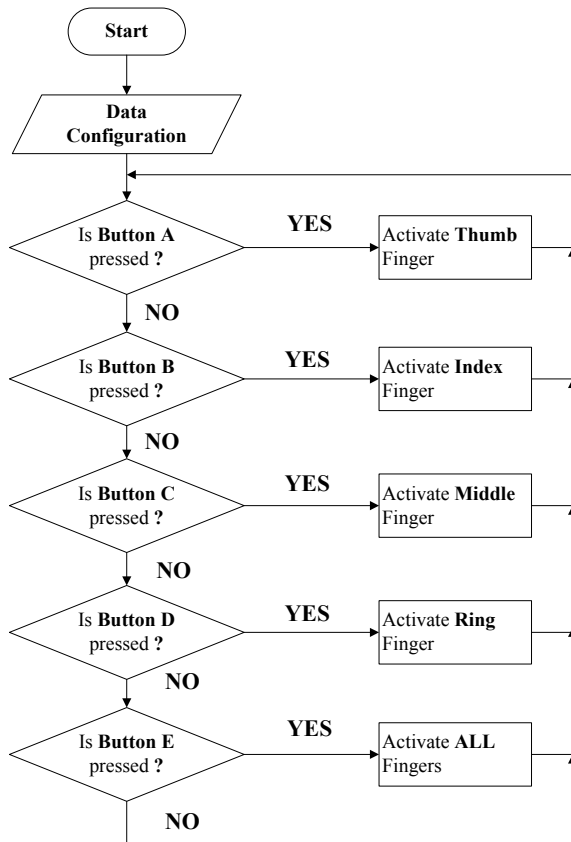 Start
Data
Configuration
Is Button A
pressed ?
YES
Activate Thumb
Finger
NO
Is Button B
pressed ?
YES
Activate Index
Finger
NO
Is Button C
pressed ?
YES
Activate Middle
Finger
NO
Is Button D
pressed ?
YES
Activate Ring
Finger
NO
Is Button E
pressed ?
YES
Activate ALL
Fingers
NO